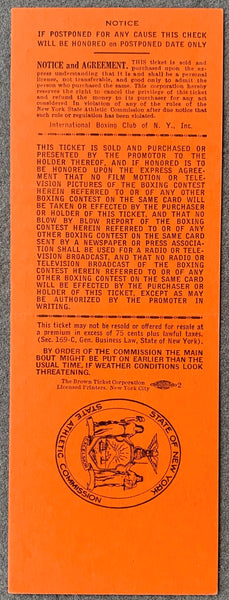 NOTICE
IF POSTPONED FOR ANY CAUSE THIS CHECK
WILL BE HONORED on POSTPONED DATE ONLY
NOTICE and AGREEMENT. THIS ticket is sold and
purchased upon the ex-
press understanding that it is and shall be a personal
license, not transferable, and good only to admit the
person who purchased the same. This corporation hereby
reserves the right to cancel the privileges of this ticket
and refund the money to its purchaser for any act
considered in violation of any of the rules of the
New York State Athletic Commission after due notice that
such rule or regulation has been violated.
International Boxing Club of N. Y., Inc.
THIS TICKET IS SOLD AND PURCHASED OR
PRESENTED BY THE PROMOTOR TO THE
HOLDER THEREOF, AND IF HONORED IS TO
BE HONORED UPON THE EXPRESS AGREE-
MENT THAT NO FILM MOTION OR TELE-
VISION PICTURES OF THE BOXING CONTEST
HEREIN REFERRED TO OR OF ANY OTHER
BOXING CONTEST ON THE SAME CARD WILL
BE TAKEN OR EFFECTED BY THE PURCHASER
OR HOLDER OF THIS TICKET, AND THAT NO
BLOW BY BLOW REPORT OF THE BOXING
CONTEST HEREIN REFERRED TO OR OF ANY
OTHER BOXING CONTEST ON THE SAME CARD
SENT BY A NEWSPAPER OR PRESS ASSOCIA-
TION SHALL BE USED FOR A RADIO OR TELE-
VISION BROADCAST, AND THAT NO RADIO OR
TELEVISION BROADCAST OF THE BOXING
CONTEST HEREIN REFERRED TO OR OF ANY
OTHER BOXING CONTEST ON THE SAME CARD
WILL BE EFFECTED BY THE PURCHASER OR
HOLDER OF THIS TICKET, EXCEPT AS MAY
BE AUTHORIZED BY THE PROMOTOR IN
WRITING.
This ticket may not be resold or offered for resale at
a premium in excess of 75 cents plus lawful taxes.
(Sec. 169-C, Gen. Business Law, State of New York).
BY ORDER OF THE COMMISSION THE MAIN
BOUT MIGHT BE PUT ON EARLIER THAN THE
USUAL TIME, IF WEATHER CONDITIONS LOOK
THREATENING.
The Brown Ticket Corporation
Licensed Printers, New York City
2
STATE OF NEW YORK
STATE ATHLETIC COMMISSION